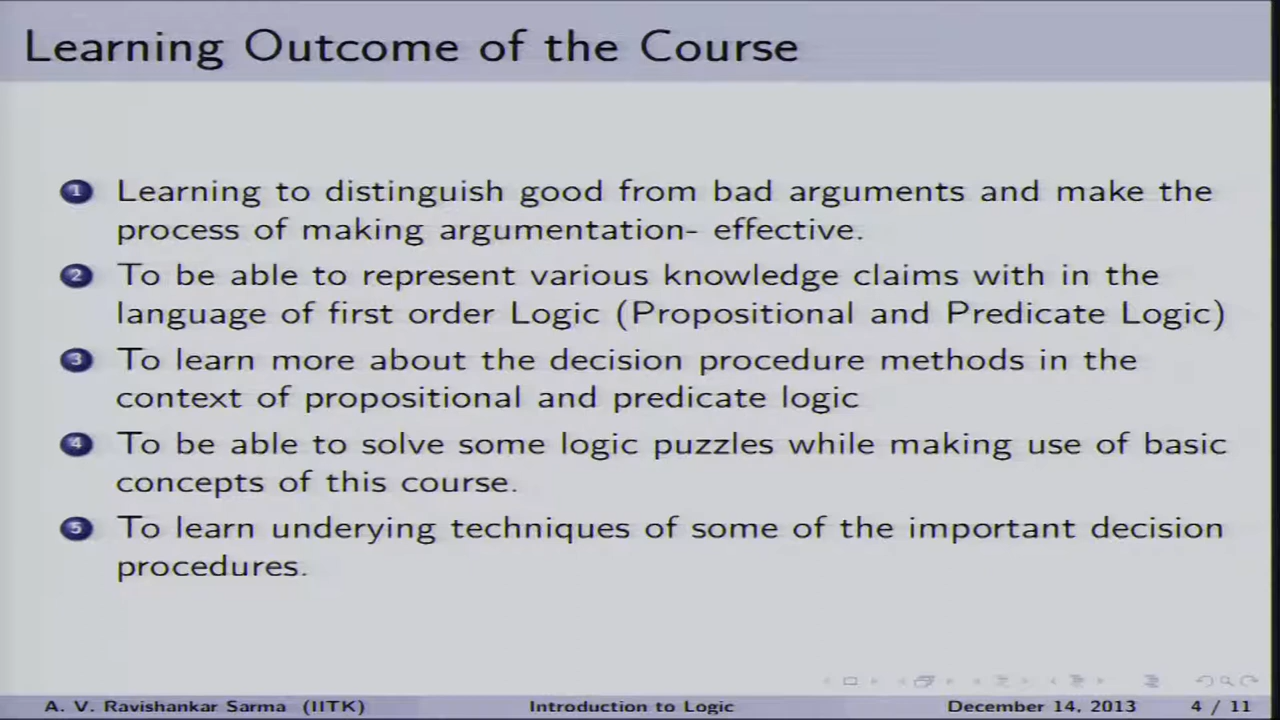 Learning Outcome of the Course
1 Learning to distinguish good from bad arguments and make the
process of making argumentation- effective.
2 To be able to represent various knowledge claims with in the
language of first order Logic (Propositional and Predicate Logic)
3 To learn more about the decision procedure methods in the
context of propositional and predicate logic
4 To be able to solve some logic puzzles while making use of basic
concepts of this course.
5 To learn underying techniques of some of the important decision
procedures.
A. V. Ravishankar Sarma (IITK) Introduction to Logic December 14, 2013 4 / 11